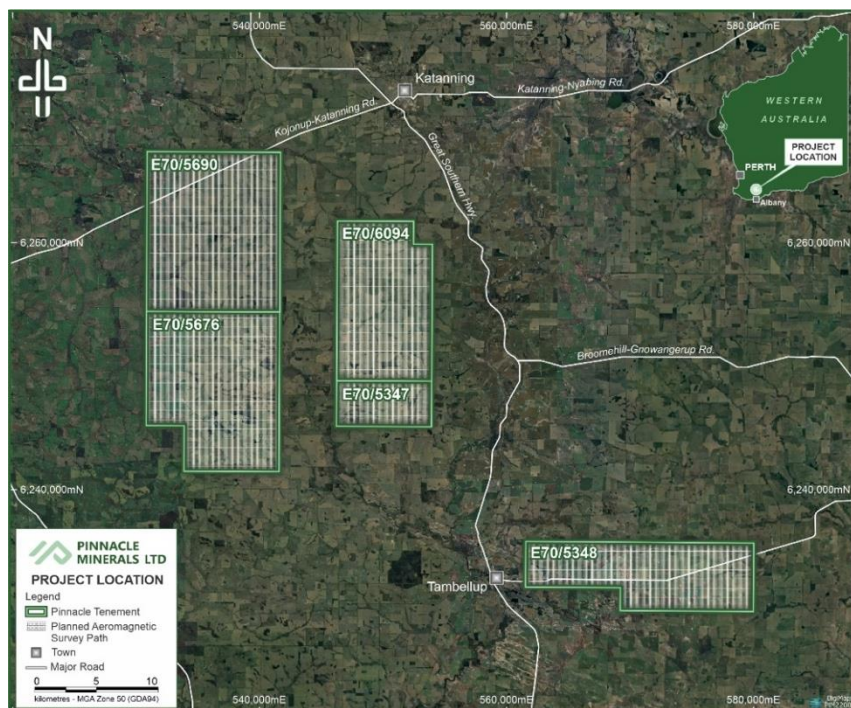 540,000mE
560,000mE
580,000mE
N
Katanning
Katanning-Nyabing Rd.
Kojonup-Katanning Rd.
Great Southern Hwy.
WESTERN
AUSTRALIA
PROJECT
LOCATION
PERTH
Albany
E70/5690
E70/6094
6,260,000mN
6,260,000mN
E70/5676
Broomehill-Gnowangerup Rd.
E70/5347
6,240,000mN
6,240,000mN
E70/5348
Tambellup
PINNACLE
MINERALS LTD
PROJECT LOCATION
Legend
Pinnacle Tenement
Planned Aeromagnetic
Survey Path
Town
Major Road
0 5 10
kilometres - MGA Zone 50 (GDA94)
540,000mE
560,000mE
580,000mE